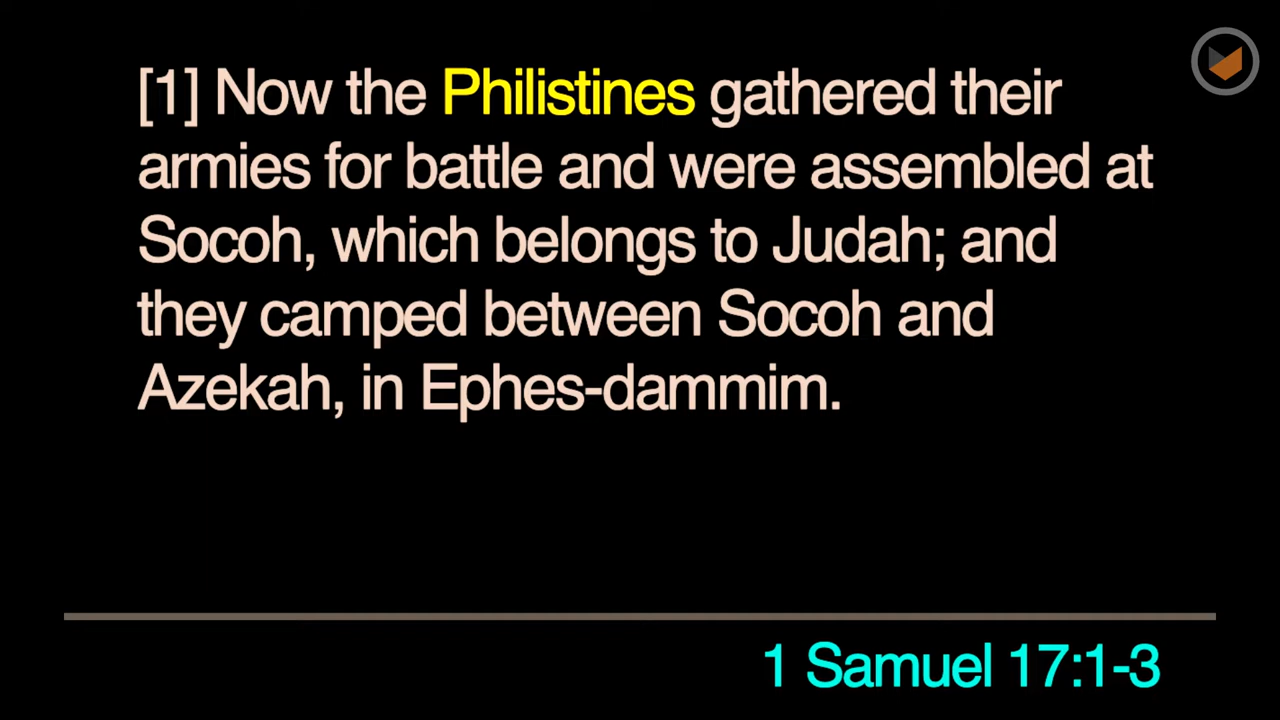 [1] Now the Philistines gathered their
armies for battle and were assembled at
Socoh, which belongs to Judah; and
they camped between Socoh and
Azekah, in Ephes-dammim.
1 Samuel 17:1-3